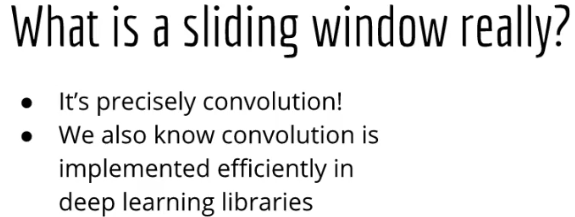 What is a sliding window really?
● It's precisely convolution!
● We also know convolution is
implemented efficiently in
deep learning libraries